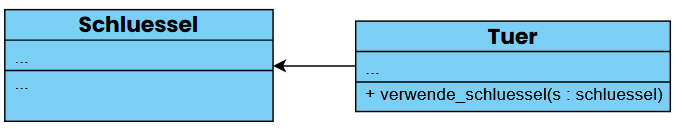 Schluessel
...
...
Tuer
...
+ verwende_schluessel(s : schluessel)